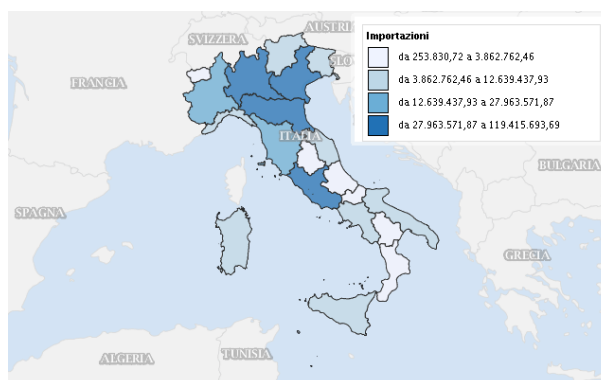 AUSTRI
SVIZZERA
SLO
FRANCIA
ITALIA
BULGARIA
SPAGNA
GRECIA
ALGERIA
TUNISIA
Importazioni
da 253.830,72 a 3.862.762,46
da 3.862.762,46 a 12.639.437,93
da 12.639.437,93 a 27.963.571,87
da 27.963.571,87 a 119.415.693,69